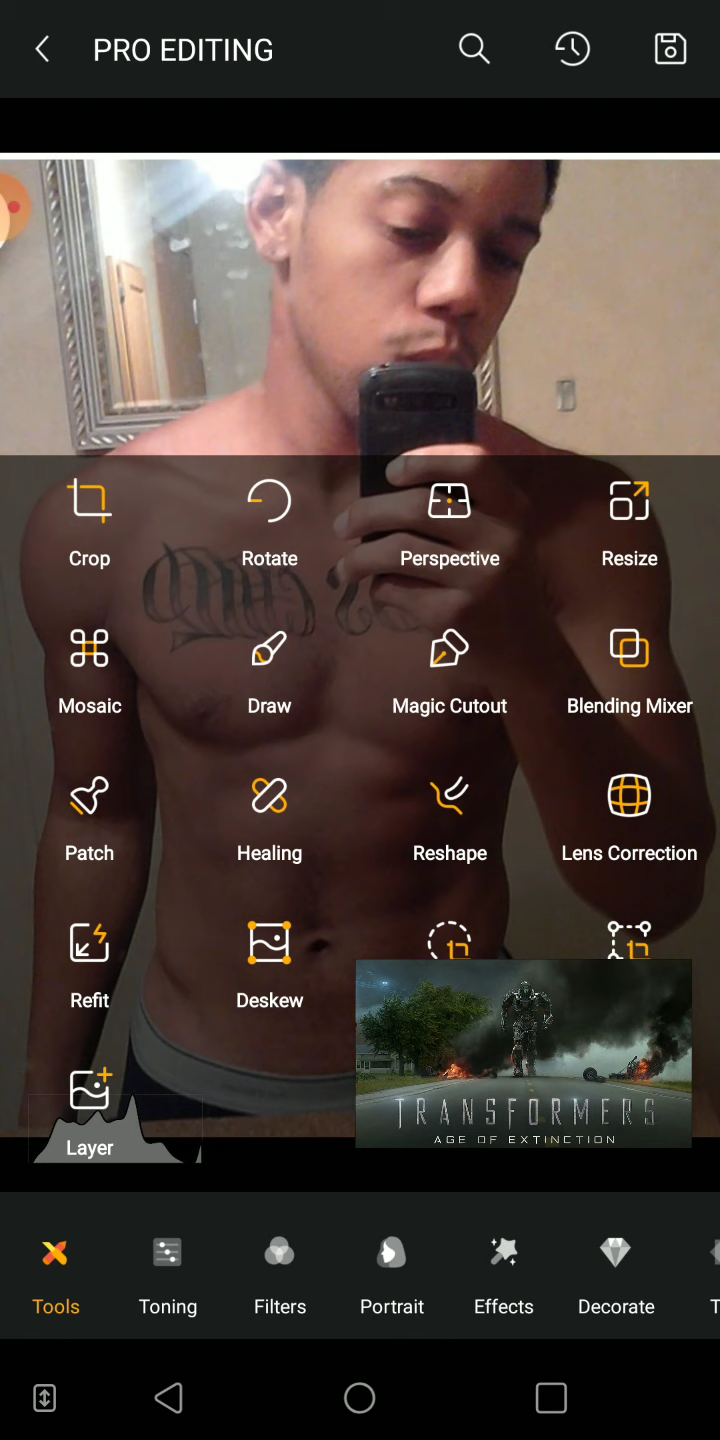 PRO EDITING
Crop
Rotate
Perspective
Resize
Mosaic
Draw
Magic Cutout
Blending Mixer
Patch
Healing
Reshape
Lens Correction
Refit
Deskew
TRANSFORMERS
AGE OF EXTINCTION
Layer
Tools
Toning
Filters
Portrait
Effects
Decorate
T